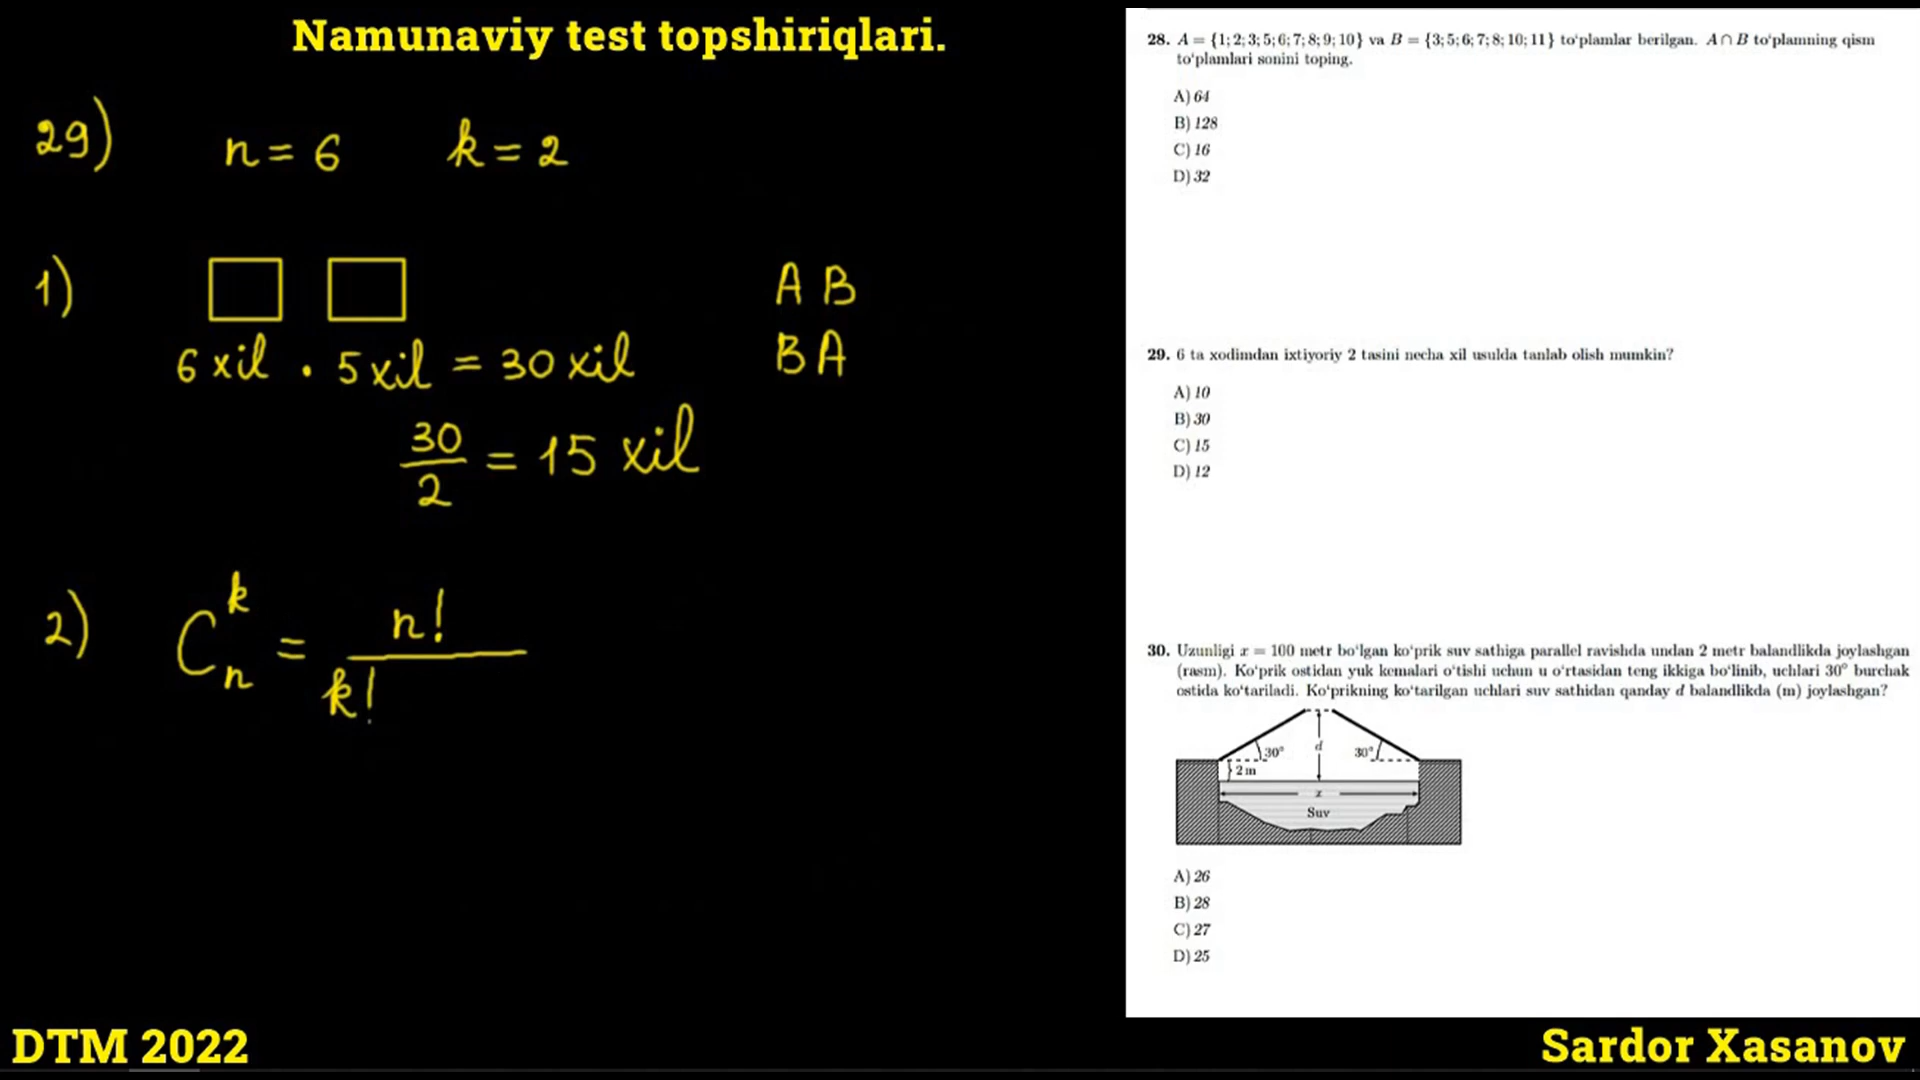 Namunaviy test topshiriqlari.
29) n = 6 k = 2
1) A B
B A
6 xil · 5 xil = 30 xil
30/2 = 15 xil
2) C_n^k = n!/k!
28. A = {1; 2; 3; 5; 6; 7; 8; 9; 10} va B = {3; 5; 6; 7; 8; 10; 11} to'plamlar berilgan. A ∩ B to'plamning qism
to'plamlari sonini toping.
A) 64
B) 128
C) 16
D) 32
29. 6 ta xodimdan ixtiyoriy 2 tasini necha xil usulda tanlab olish mumkin?
A) 10
B) 30
C) 15
D) 12
30. Uzunligi x = 100 metr bo'lgan ko'prik suv sathiga parallel ravishda undan 2 metr balandlikda joylashgan
(rasm). Ko'prik ostidan yuk kemalari o'tishi uchun u o'rtasidan teng ikkiga bo'linib, uchlari 30° burchak
ostida ko'tariladi. Ko'prikning ko'tarilgan uchlari suv sathidan qanday d balandlikda (m) joylashgan?
30° d 30°
2 m
x
Suv
A) 26
B) 28
C) 27
D) 25
DTM 2022
Sardor Xasanov